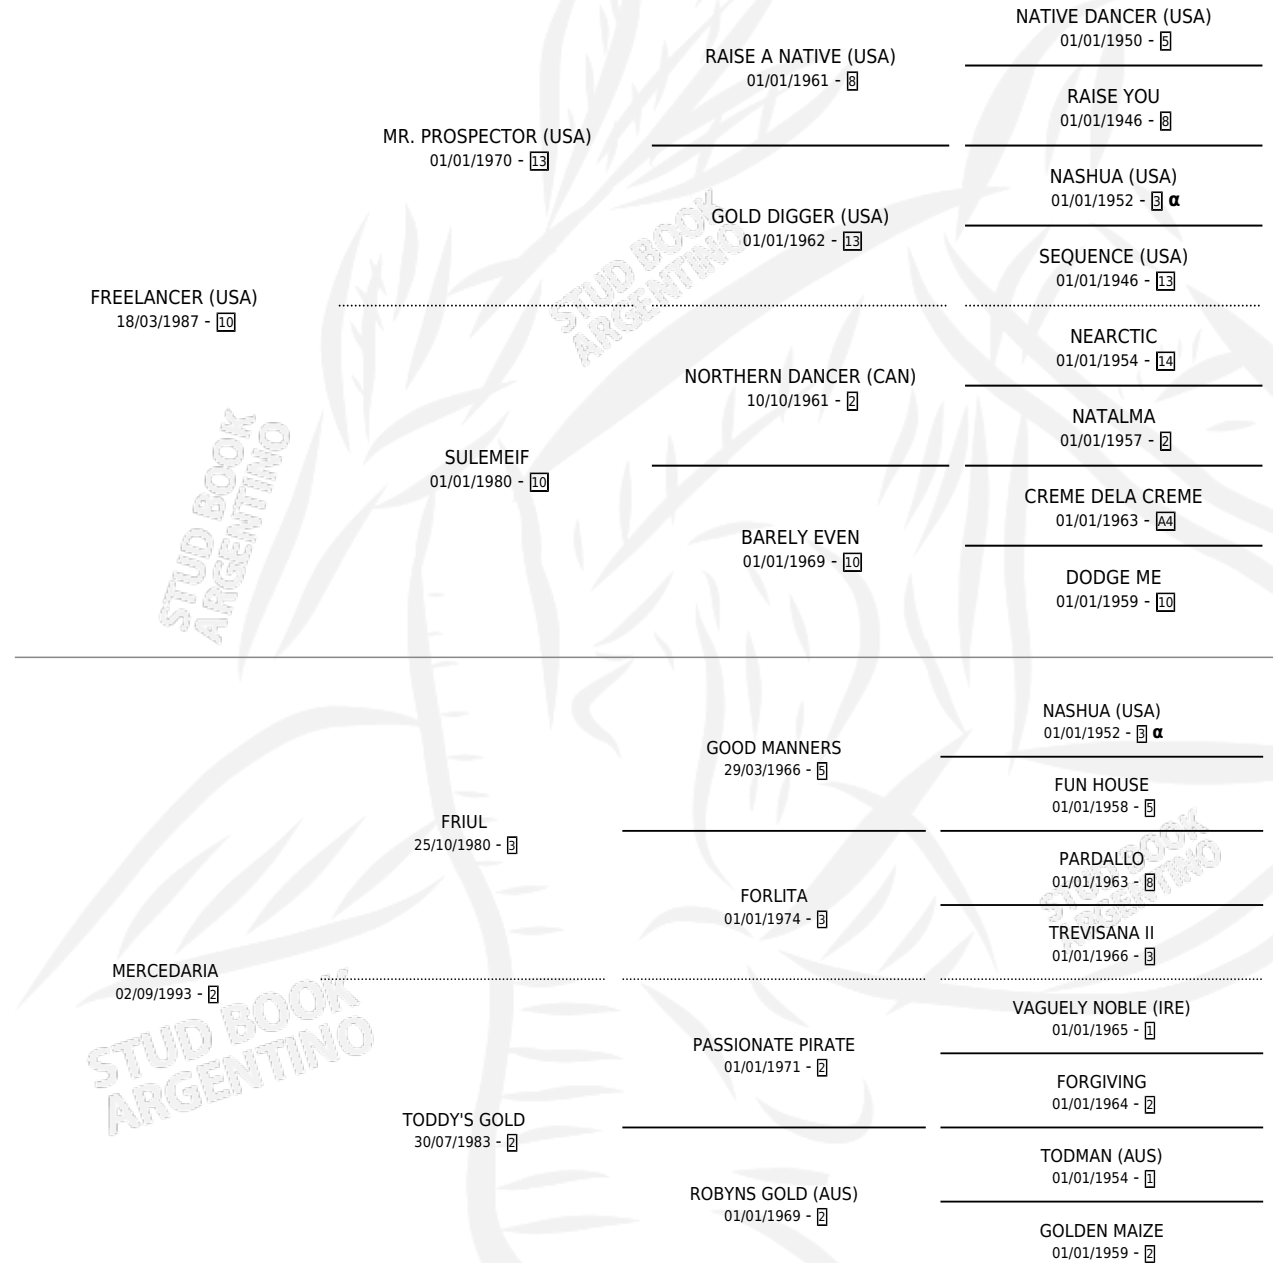 NATIVE DANCER (USA)
01/01/1950 - 5
RAISE A NATIVE (USA)
01/01/1961 - 8
RAISE YOU
01/01/1946 - 8
MR. PROSPECTOR (USA)
01/01/1970 - 13
NASHUA (USA)
01/01/1952 - 3 α
GOLD DIGGER (USA)
01/01/1962 - 13
SEQUENCE (USA)
01/01/1946 - 13
FREELANCER (USA)
18/03/1987 - 10
NEARCTIC
01/01/1954 - 14
NORTHERN DANCER (CAN)
10/10/1961 - 2
NATALMA
01/01/1957 - 2
SULEMEIF
01/01/1980 - 10
CREME DELA CREME
01/01/1963 - A4
BARELY EVEN
01/01/1969 - 10
DODGE ME
01/01/1959 - 10
NASHUA (USA)
01/01/1952 - 3 α
GOOD MANNERS
29/03/1966 - 5
FUN HOUSE
01/01/1958 - 5
FRIUL
25/10/1980 - 3
PARDALLO
01/01/1963 - 8
FORLITA
01/01/1974 - 3
TREVISANA II
01/01/1966 - 3
MERCEDARIA
02/09/1993 - 2
VAGUELY NOBLE (IRE)
01/01/1965 - 1
PASSIONATE PIRATE
01/01/1971 - 2
FORGIVING
01/01/1964 - 2
TODDY'S GOLD
30/07/1983 - 2
TODMAN (AUS)
01/01/1954 - 1
ROBYNS GOLD (AUS)
01/01/1969 - 2
GOLDEN MAIZE
01/01/1959 - 2
STUD BOOK
ARGENTINO
STUD BOOK
ARGENTINO
STUD BOOK
ARGENTINO
STUD BOOK
ARGENTINO